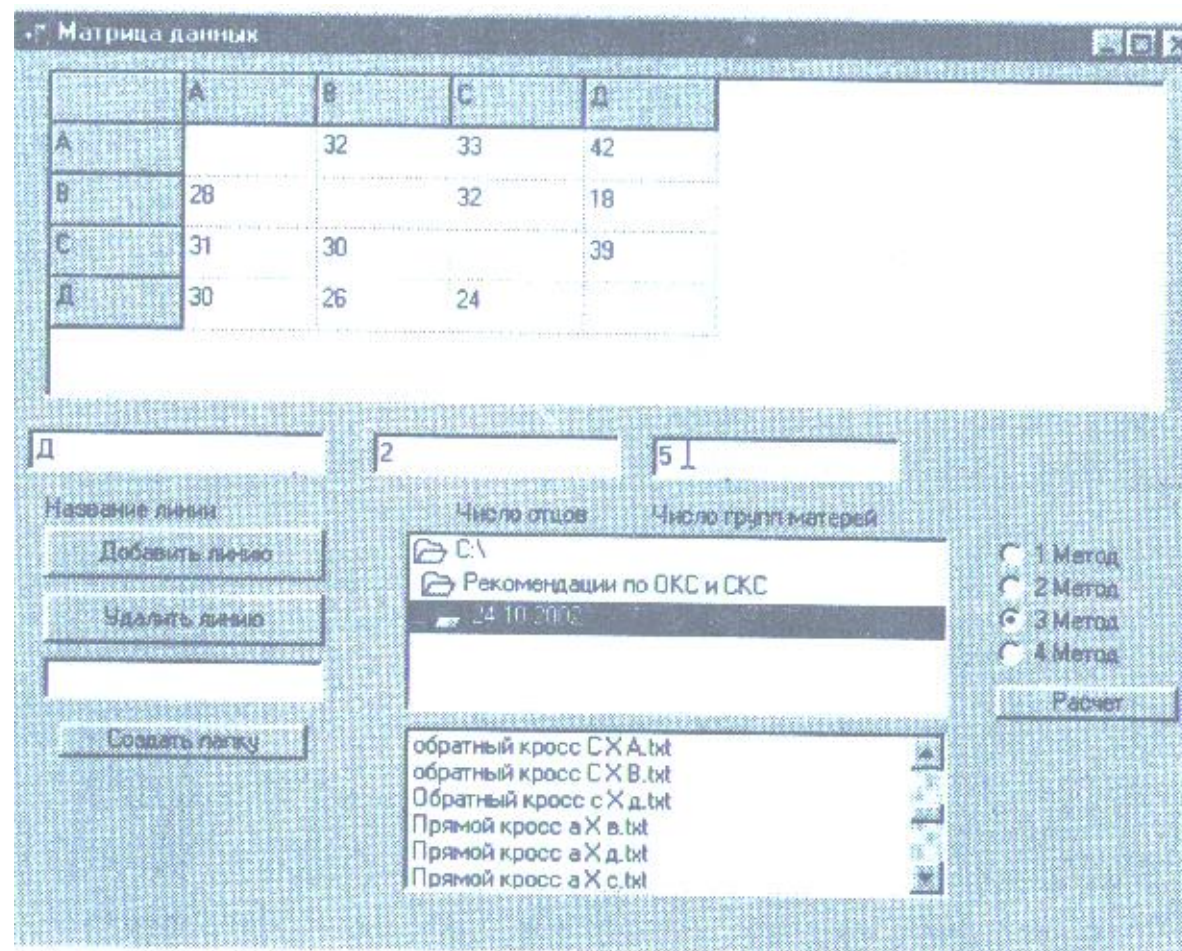 Матрица данных
А В С Д
А 32 33 42
В 28 32 18
С 31 30 39
Д 30 26 24
Д 2 5
Название линии Число отцов Число групп матерей
Добавить линию
Удалить линию
Создать папку
C:\
Рекомендации по ОКС и СКС
24.10.2002
1 Метод
2 Метод
3 Метод
4 Метод
Расчет
обратный кросс С Х А.txt
обратный кросс С Х В.txt
Обратный кросс с Х д.txt
Прямой кросс а Х в.txt
Прямой кросс а Х д.txt
Прямой кросс а Х с.txt